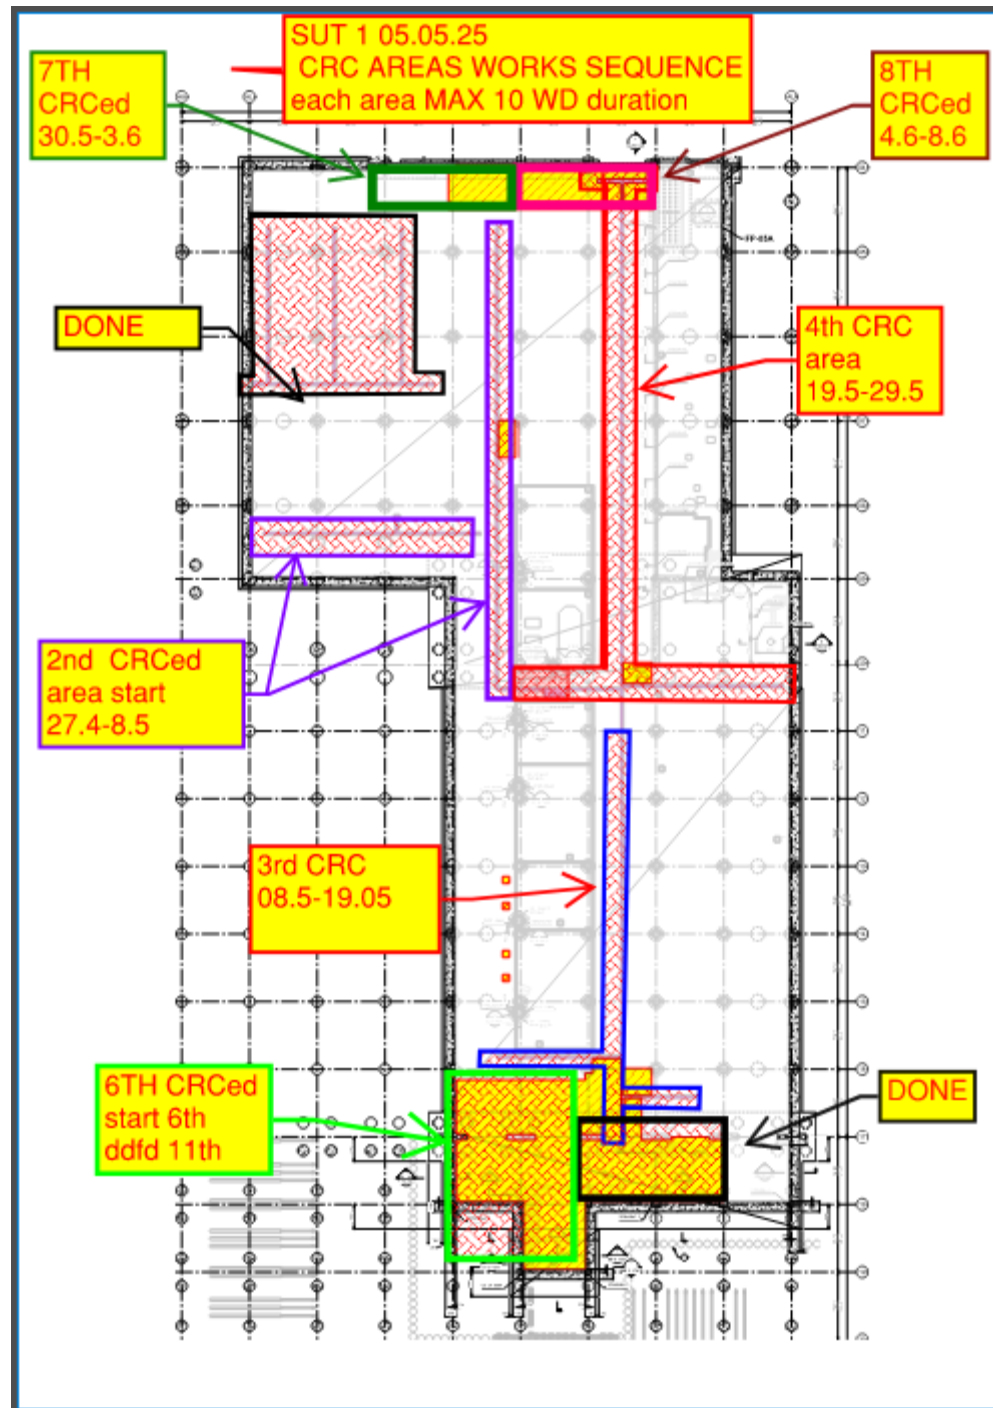 SUT 1 05.05.25
CRC AREAS WORKS SEQUENCE
each area MAX 10 WD duration
7TH
CRCed
30.5-3.6
8TH
CRCed
4.6-8.6
DONE
4th CRC
area
19.5-29.5
2nd CRCed
area start
27.4-8.5
3rd CRC
08.5-19.05
6TH CRCed
start 6th
ddfd 11th
DONE